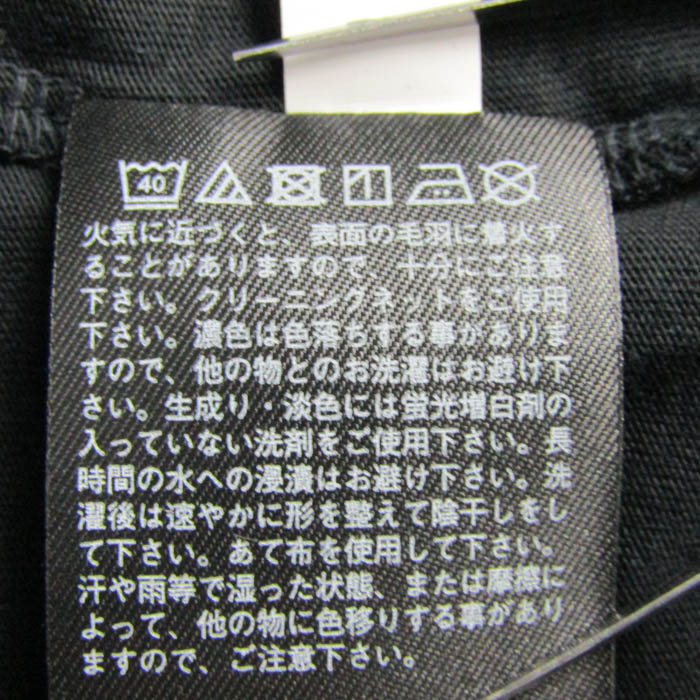 40
火気に近づくと、表面の毛羽に着火す
ることがありますので、十分にご注意
下さい。クリーニングネットをご使用
下さい。濃色は色落ちする事がありま
すので、他の物とのお洗濯はお避け下
さい。生成り・淡色には蛍光増白剤の
入っていない洗剤をご使用下さい。長
時間の水への浸漬はお避け下さい。洗
濯後は速やかに形を整えて陰干しをし
て下さい。あて布を使用して下さい。
汗や雨等で湿った状態、または摩擦に
よって、他の物に色移りする事があり
ますので、ご注意下さい。